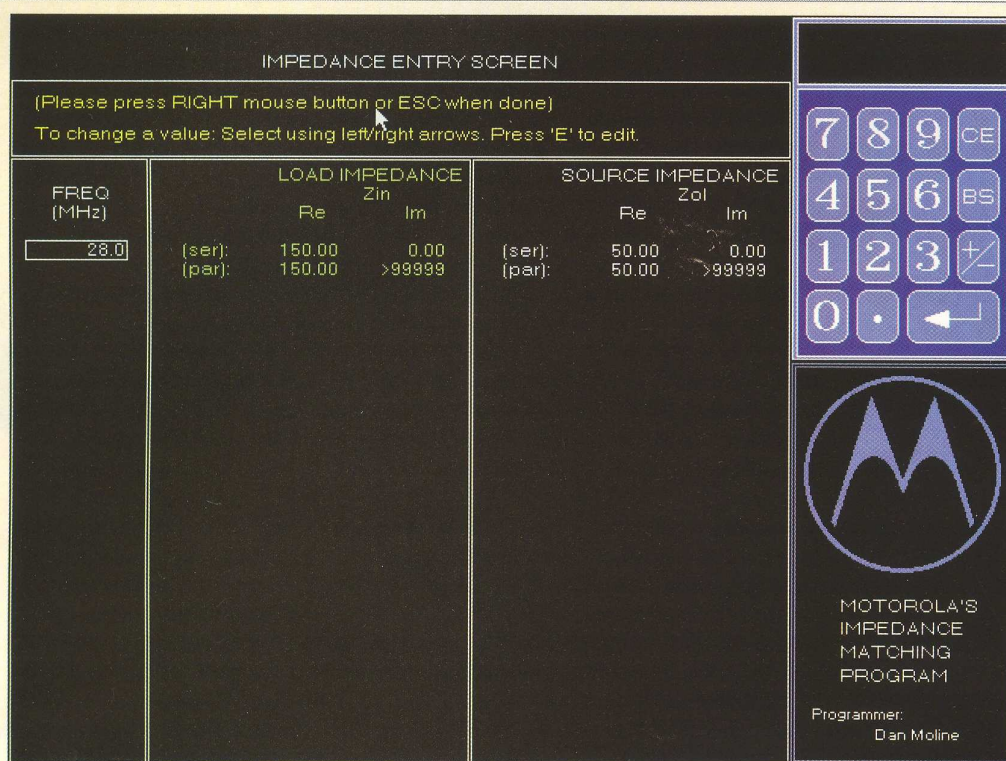 IMPEDANCE ENTRY SCREEN
(Please press RIGHT mouse button or ESC when done)
To change a value: Select using left/right arrows. Press 'E' to edit.
FREQ
(MHz)
28.0
LOAD IMPEDANCE
Zin
Re Im
(ser): 150.00 0.00
(par): 150.00 >99999
SOURCE IMPEDANCE
Zol
Re Im
(ser): 50.00 0.00
(par): 50.00 >99999
7 8 9 CE
4 5 6 BS
1 2 3 +/-
0 .
MOTOROLA'S
IMPEDANCE
MATCHING
PROGRAM
Programmer:
Dan Moline